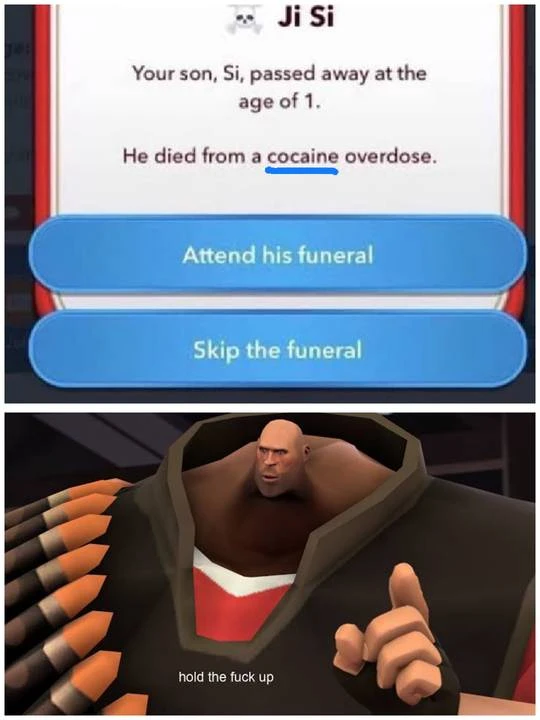 Ji Si
Your son, Si, passed away at the
age of 1.
He died from a cocaine overdose.
Attend his funeral
Skip the funeral
hold the fuck up